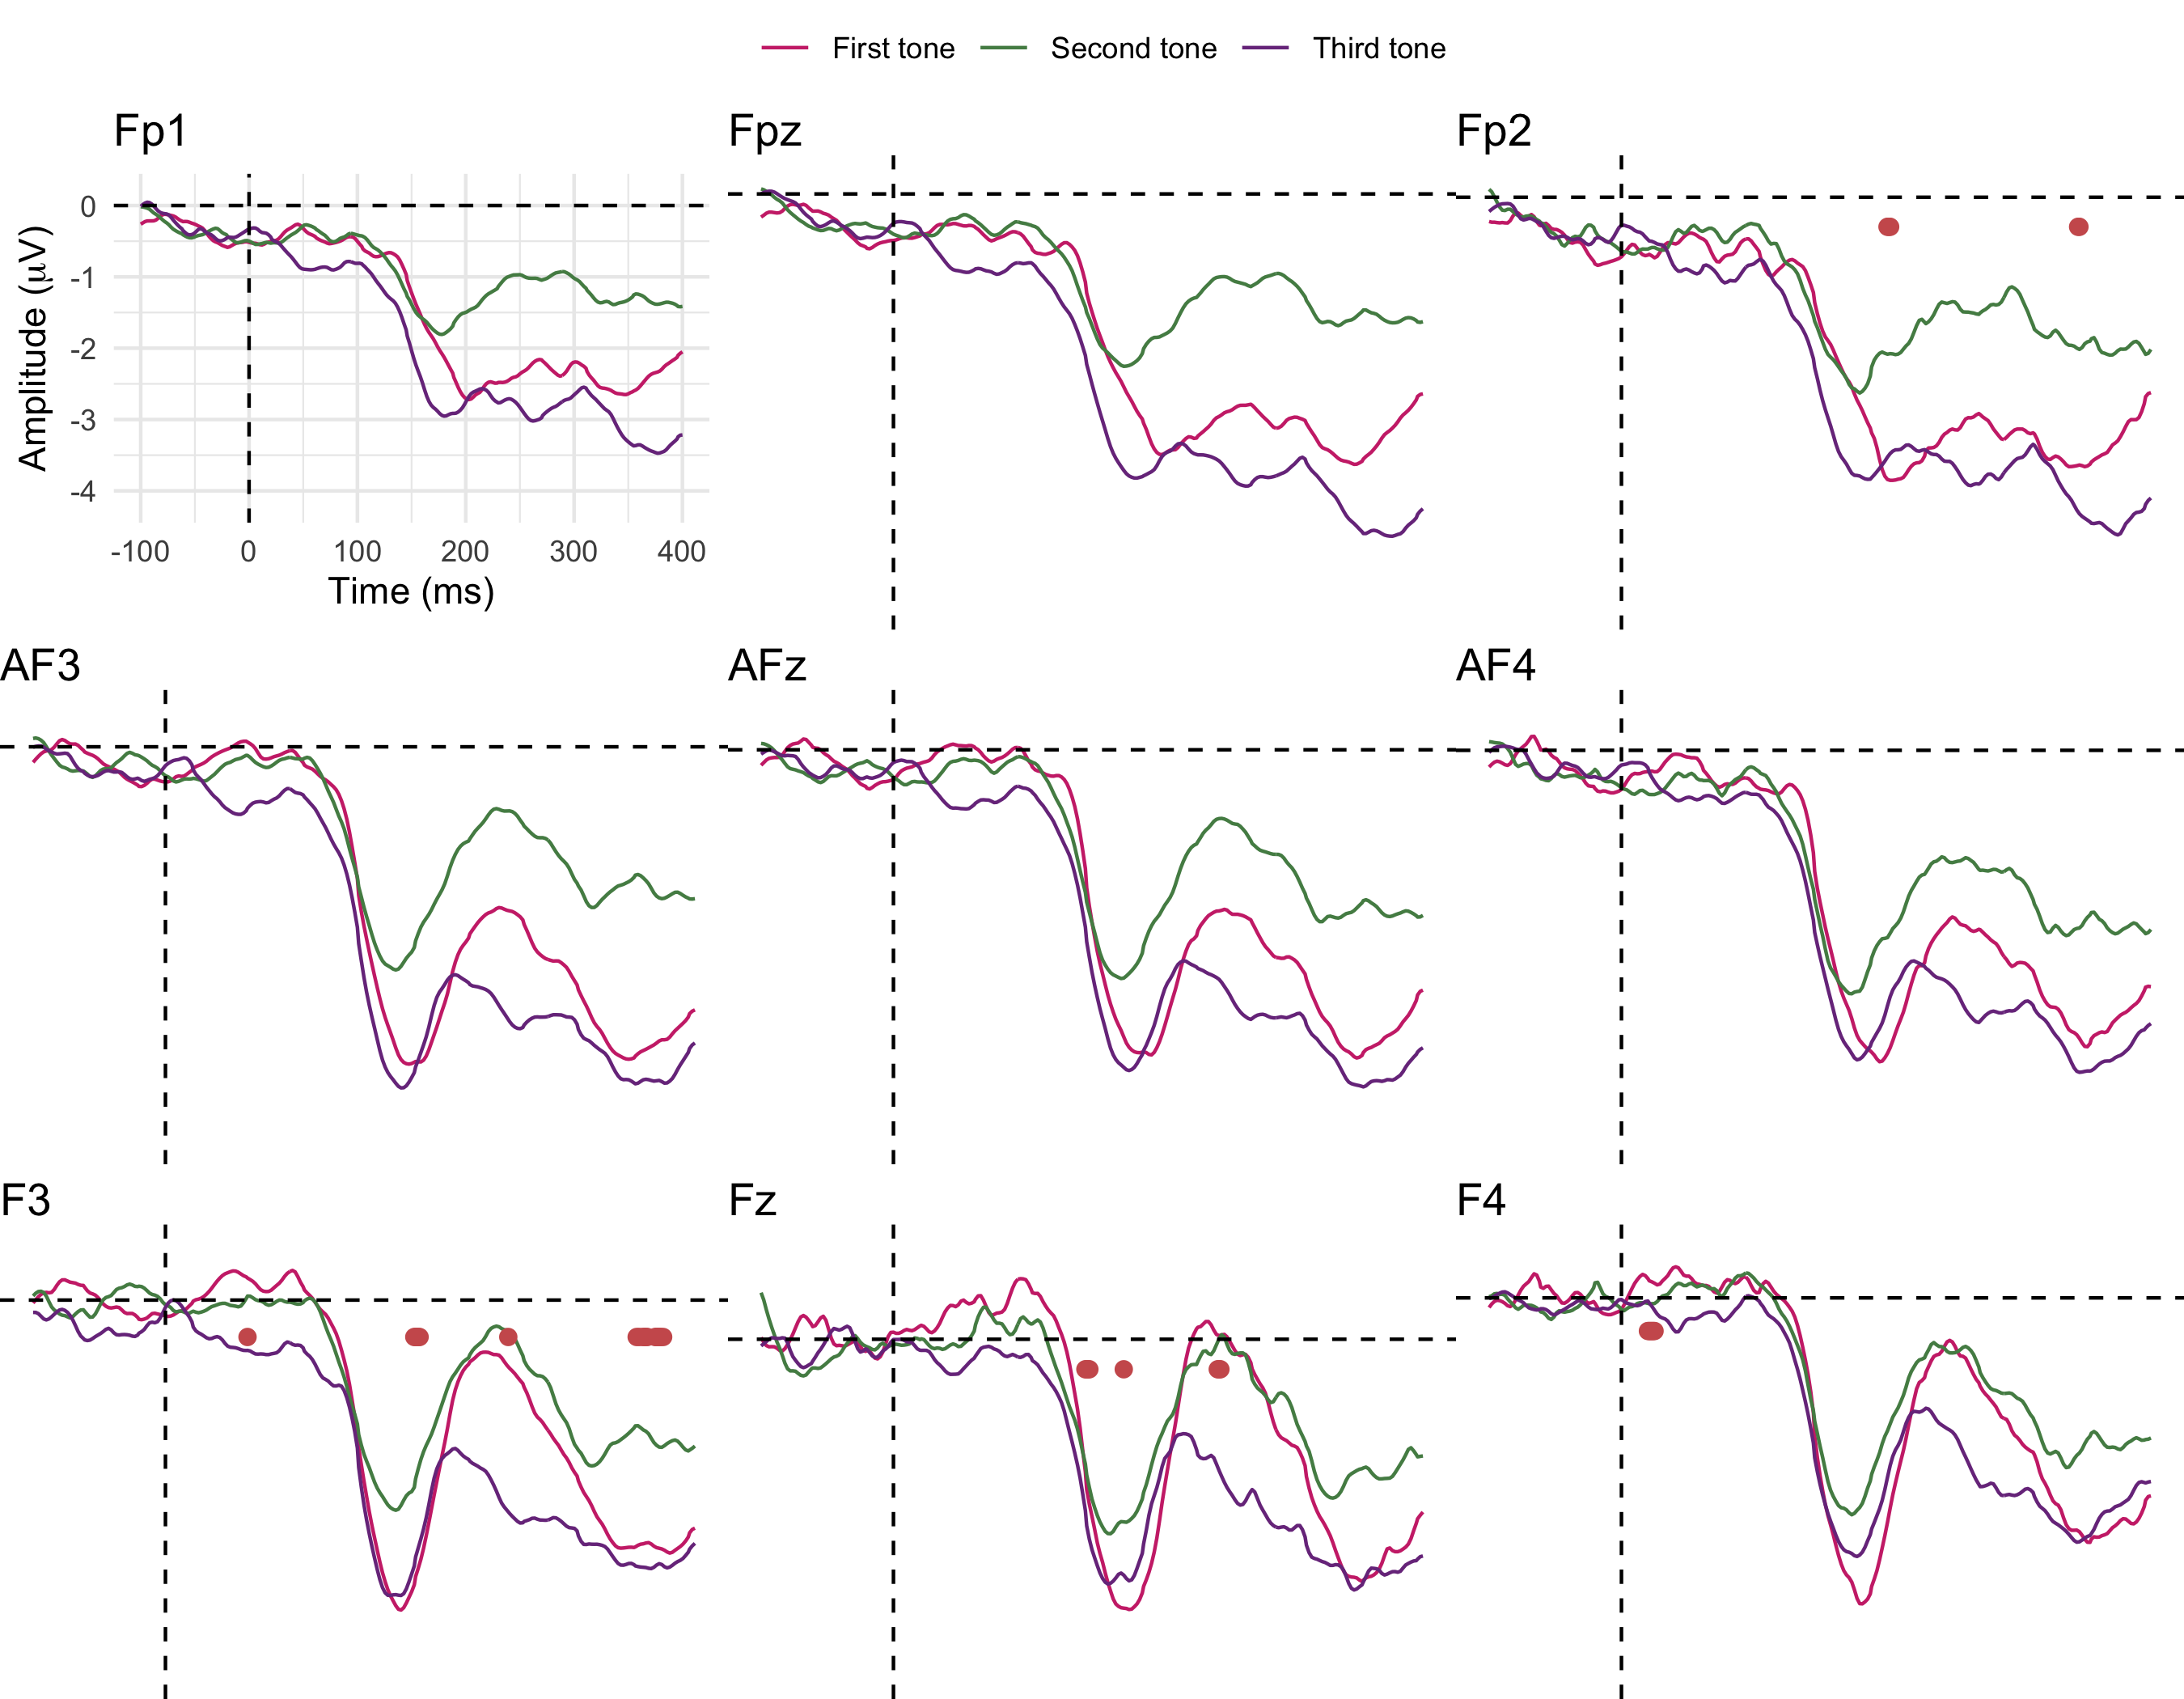 First tone Second tone Third tone
Fp1
Fpz
Fp2
0
-1
-2
-3
-4
Amplitude (μV)
-100 0 100 200 300 400
Time (ms)
AF3
AFz
AF4
F3
Fz
F4